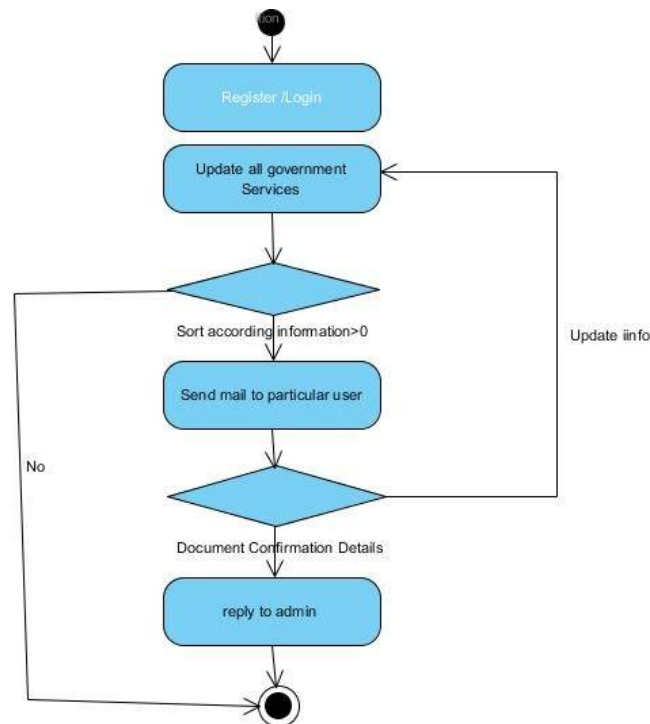 Register /Login
Update all government
Services
Sort according information>0
Update iinfo
Send mail to particular user
No
Document Confirmation Details
reply to admin